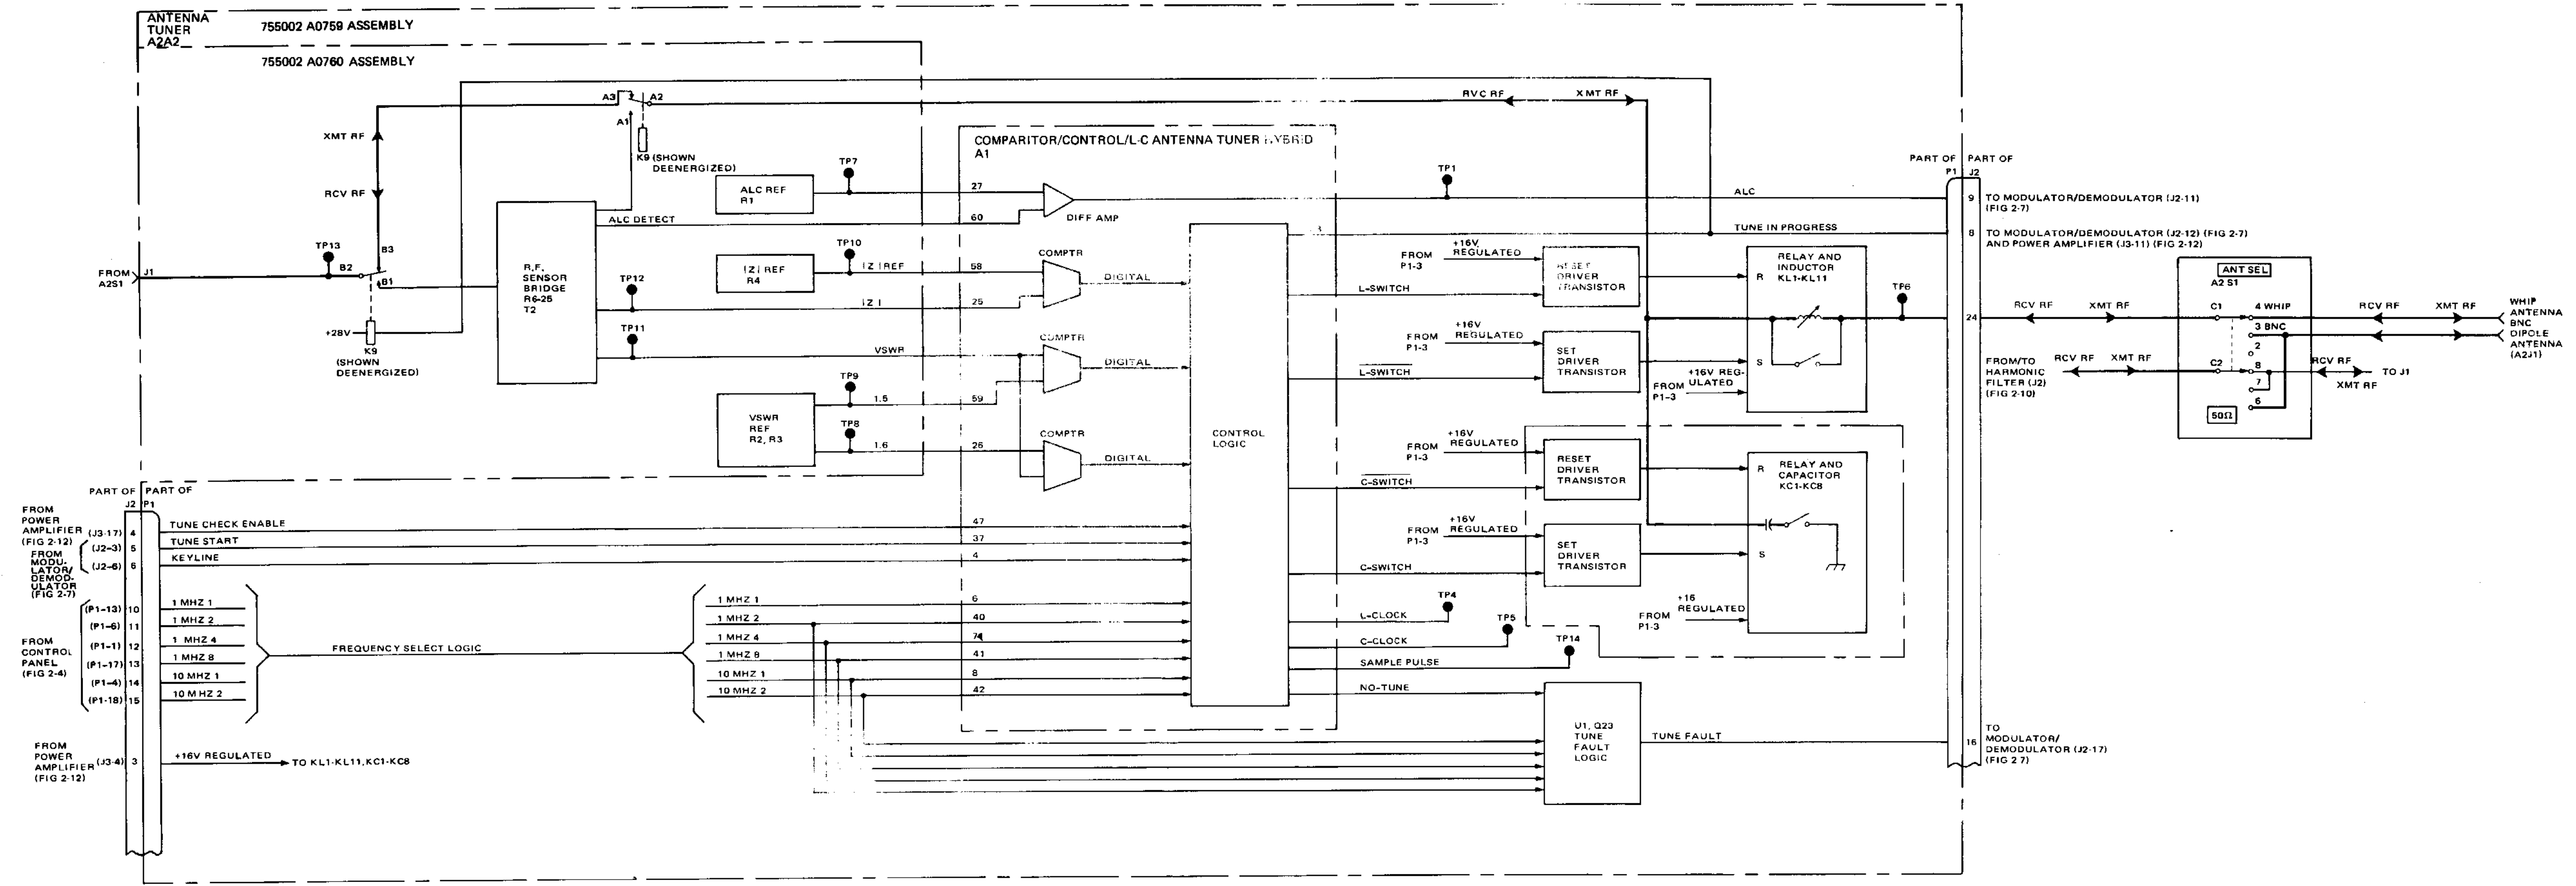 ANTENNA
TUNER
A2A2
755002 A0759 ASSEMBLY
755002 A0760 ASSEMBLY
A3
A2
A1
K9 (SHOWN
DEENERGIZED)
RVC RF
XMT RF
XMT RF
RCV RF
B3
B2
B1
TP13
FROM
A2S1
J1
+28V
K9
(SHOWN
DEENERGIZED)
R.F.
SENSOR
BRIDGE
R6-25
T2
ALC REF
R1
TP7
ALC DETECT
|Z| REF
R4
TP10
|Z| REF
TP12
|Z|
TP11
VSWR
VSWR
REF
R2, R3
TP9
1.5
TP8
1.6
COMPARITOR/CONTROL/L-C ANTENNA TUNER HYBRID
A1
27
60
DIFF AMP
58
25
COMPTR
DIGITAL
COMPTR
DIGITAL
59
26
COMPTR
DIGITAL
CONTROL
LOGIC
TP1
ALC
3
TUNE IN PROGRESS
FROM
P1-3
+16V
REGULATED
RESET
DRIVER
TRANSISTOR
L-SWITCH
FROM
P1-3
+16V
REGULATED
SET
DRIVER
TRANSISTOR
L-SWITCH
RELAY AND
INDUCTOR
KL1-KL11
R
S
+16V REG-
ULATED
FROM
P1-3
TP6
FROM
P1-3
+16V
REGULATED
RESET
DRIVER
TRANSISTOR
C-SWITCH
FROM
P1-3
+16V
REGULATED
SET
DRIVER
TRANSISTOR
C-SWITCH
RELAY AND
CAPACITOR
KC1-KC8
R
S
+16
REGULATED
FROM
P1-3
L-CLOCK
TP4
C-CLOCK
TP5
SAMPLE PULSE
TP14
NO-TUNE
U1, Q23
TUNE
FAULT
LOGIC
TUNE FAULT
PART OF
P1
PART OF
J2
9
TO MODULATOR/DEMODULATOR (J2-11)
(FIG 2-7)
8
TO MODULATOR/DEMODULATOR (J2-12) (FIG 2-7)
AND POWER AMPLIFIER (J3-11) (FIG 2-12)
24
RCV RF
XMT RF
FROM/TO
HARMONIC
FILTER (J2)
(FIG 2-10)
RCV RF
XMT RF
ANT SEL
A2 S1
C1
4 WHIP
3 BNC
2
C2
8
7
6
50Ω
RCV RF
XMT RF
WHIP
ANTENNA
BNC
DIPOLE
ANTENNA
(A2J1)
RCV RF
XMT RF
TO J1
16
TO
MODULATOR/
DEMODULATOR (J2-17)
(FIG 2 7)
PART OF
J2
PART OF
P1
FROM
POWER
AMPLIFIER
(FIG 2-12)
(J3-17)
4
TUNE CHECK ENABLE
47
FROM
MODU-
LATOR/
DEMOD-
ULATOR
(FIG 2-7)
(J2-3)
5
TUNE START
37
(J2-6)
6
KEYLINE
4
FROM
CONTROL
PANEL
(FIG 2-4)
(P1-13)
10
1 MHZ 1
(P1-6)
11
1 MHZ 2
(P1-1)
12
1 MHZ 4
(P1-17)
13
1 MHZ 8
(P1-4)
14
10 MHZ 1
(P1-18)
15
10 MHZ 2
FREQUENCY SELECT LOGIC
1 MHZ 1
6
1 MHZ 2
40
1 MHZ 4
74
1 MHZ 8
41
10 MHZ 1
8
10 MHZ 2
42
FROM
POWER
AMPLIFIER
(FIG 2-12)
(J3-4)
3
+16V REGULATED
TO KL1-KL11,KC1-KC8